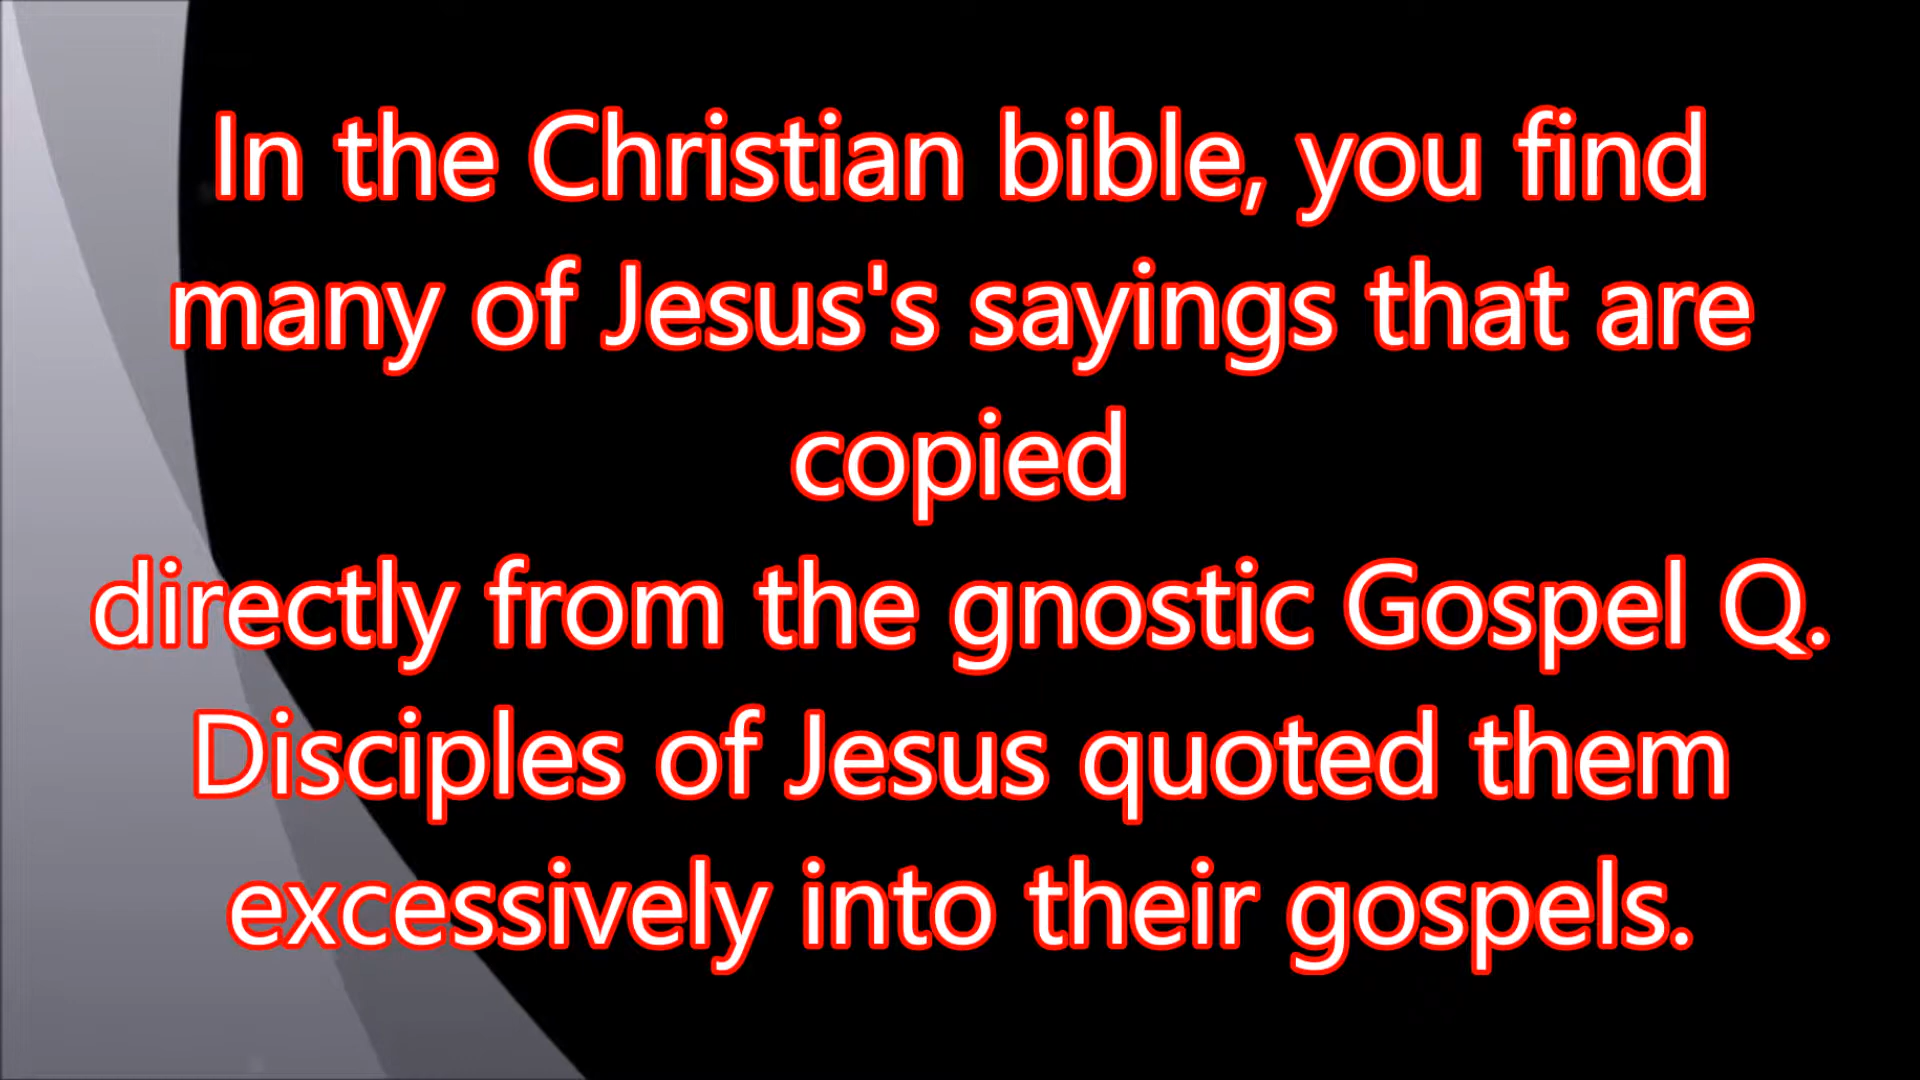 In the Christian bible, you find
many of Jesus's sayings that are
copied
directly from the gnostic Gospel Q.
Disciples of Jesus quoted them
excessively into their gospels.